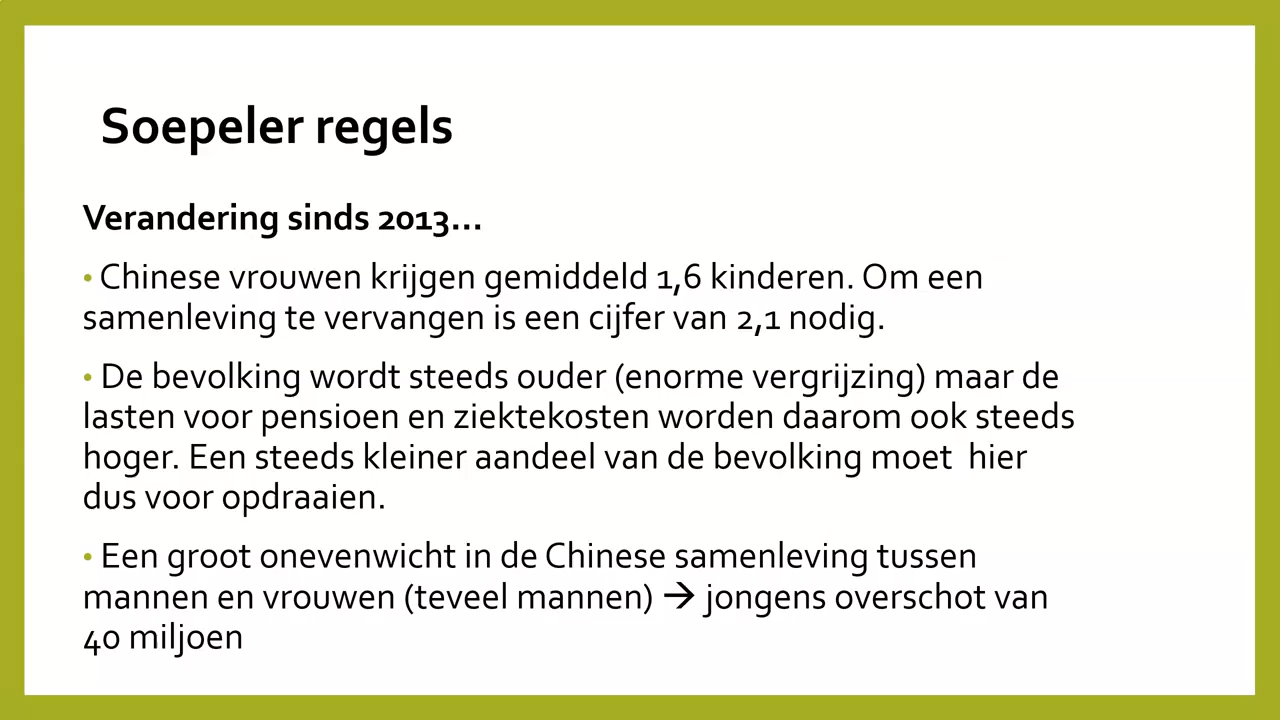 Soepeler regels
Verandering sinds 2013...
• Chinese vrouwen krijgen gemiddeld 1,6 kinderen. Om een
samenleving te vervangen is een cijfer van 2,1 nodig.
• De bevolking wordt steeds ouder (enorme vergrijzing) maar de
lasten voor pensioen en ziektekosten worden daarom ook steeds
hoger. Een steeds kleiner aandeel van de bevolking moet  hier
dus voor opdraaien.
• Een groot onevenwicht in de Chinese samenleving tussen
mannen en vrouwen (teveel mannen) → jongens overschot van
40 miljoen